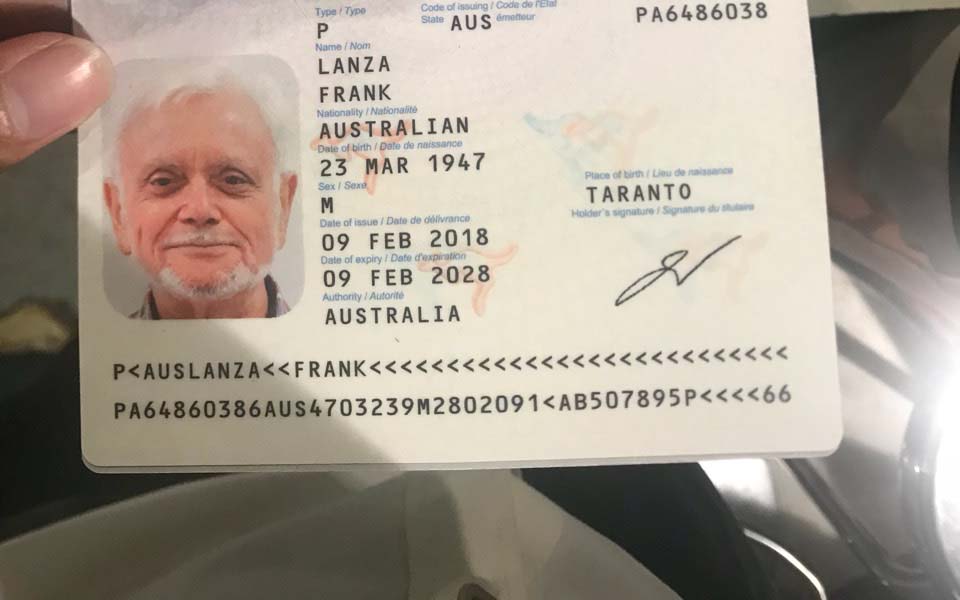 Type / Type
P
Code of issuing / Code de l'État
State AUS émetteur
PA6486038
Name / Nom
LANZA
FRANK
Nationality / Nationalité
AUSTRALIAN
Date of birth / Date de naissance
23 MAR 1947
Sex / Sexe
M
Place of birth / Lieu de naissance
TARANTO
Date of issue / Date de délivrance
09 FEB 2018
Holder's signature / Signature du titulaire
Date of expiry / Date d'expiration
09 FEB 2028
Authority / Autorité
AUSTRALIA
P<AUSLANZA<<FRANK<<<<<<<<<<<<<<<<<<<<<<<<<<<
PA64860386AUS4703239M2802091<AB507895P<<<<66